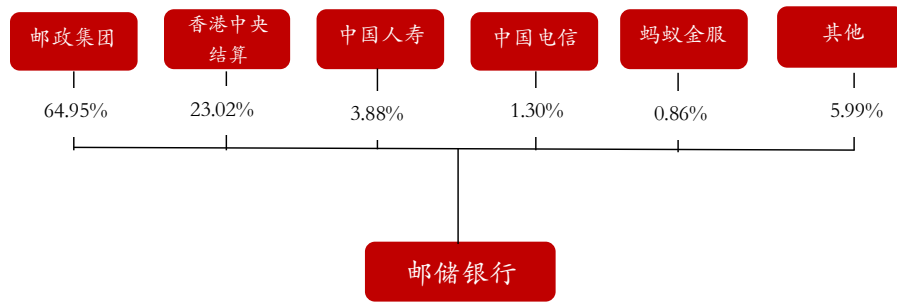 邮政集团
香港中央
结算
中国人寿
中国电信
蚂蚁金服
其他
64.95%
23.02%
3.88%
1.30%
0.86%
5.99%
邮储银行